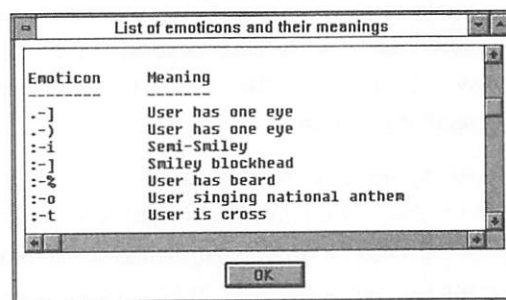 List of emoticons and their meanings
Emoticon Meaning
-------- -------
.-] User has one eye
.-) User has one eye
:-i Semi-Smiley
:-] Smiley blockhead
:-% User has beard
:-o User singing national anthem
:-t User is cross
OK